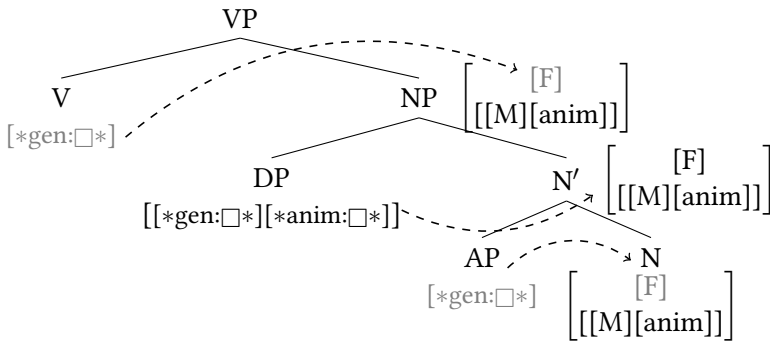 VP
V
[∗gen:□∗]
NP
[F]
[[M][anim]]
DP
[[∗gen:□∗][∗anim:□∗]]
N′
[F]
[[M][anim]]
AP
[∗gen:□∗]
N
[F]
[[M][anim]]